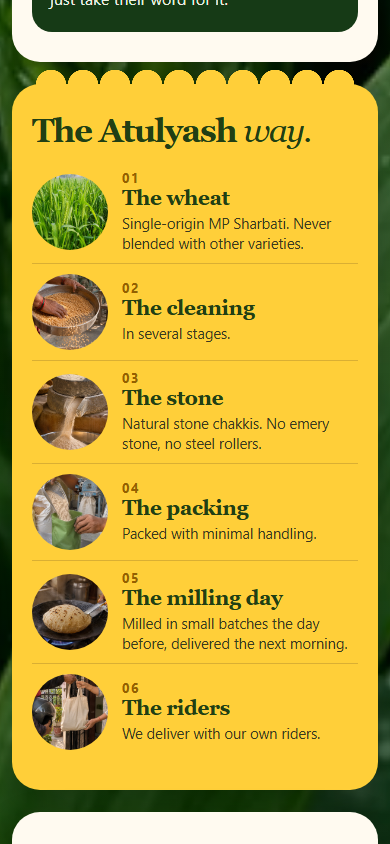 just take their word for it.
The Atulyash way.
01
The wheat
Single-origin MP Sharbati. Never
blended with other varieties.
02
The cleaning
In several stages.
03
The stone
Natural stone chakkis. No emery
stone, no steel rollers.
04
The packing
Packed with minimal handling.
05
The milling day
Milled in small batches the day
before, delivered the next morning.
06
The riders
We deliver with our own riders.